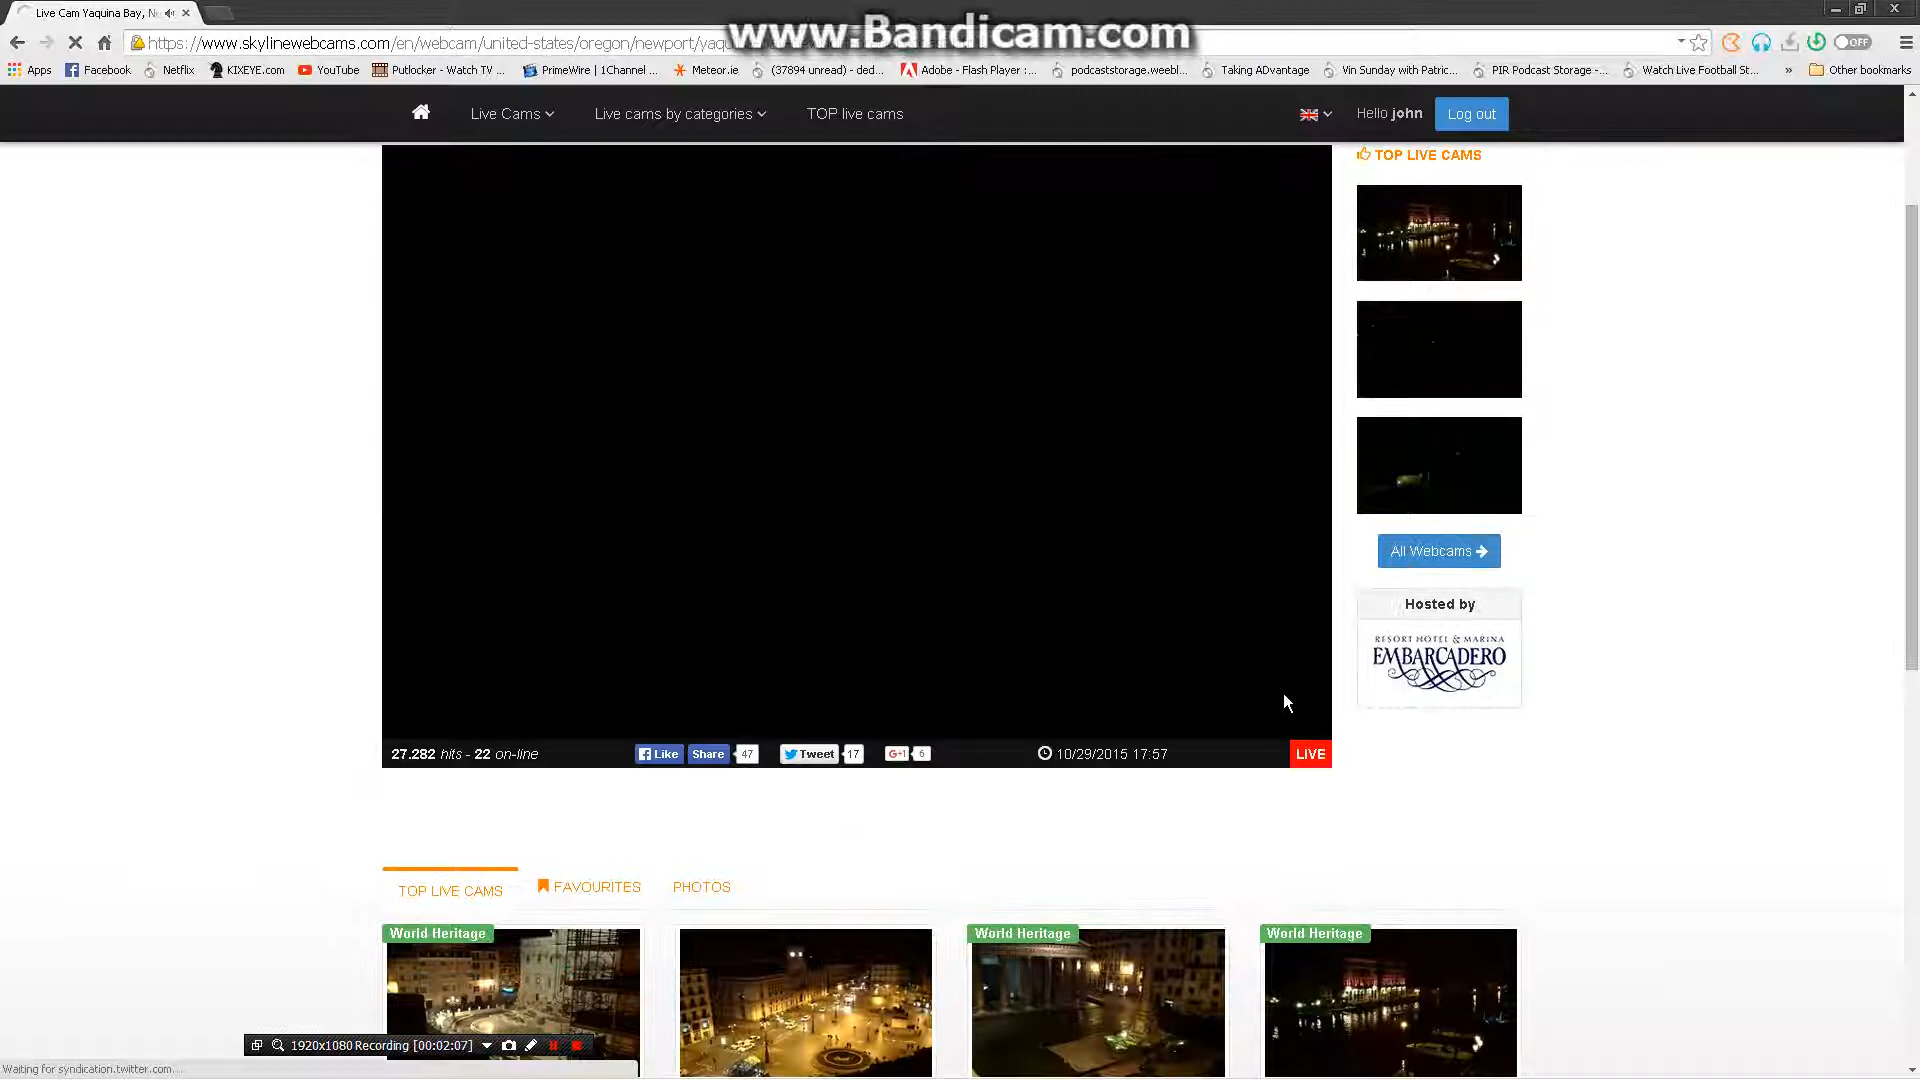 Live Cam Yaquina Bay, N
www.Bandicam.com
https://www.skylinewebcams.com/en/webcam/united-states/oregon/newport/yaqu
OFF
Apps
Facebook
Netflix
KIXEYE.com
YouTube
Putlocker - Watch TV ...
PrimeWire | 1Channel ...
Meteor.ie
(37894 unread) - ded...
Adobe - Flash Player :...
podcaststorage.weebl...
Taking ADvantage
Vin Sunday with Patric...
PIR Podcast Storage -...
Watch Live Football St...
»
Other bookmarks
Live Cams
Live cams by categories
TOP live cams
Hello john
Log out
TOP LIVE CAMS
All Webcams
Hosted by
RESORT HOTEL & MARINA
EMBARCADERO
27.282 hits - 22 on-line
Like
Share
47
Tweet
17
G+1
6
10/29/2015 17:57
LIVE
TOP LIVE CAMS
FAVOURITES
PHOTOS
World Heritage
World Heritage
World Heritage
1920x1080 Recording [00:02:07]
Waiting for syndication.twitter.com...